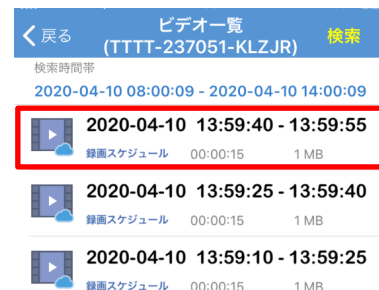 戻る
ビデオ一覧
(TTTT-237051-KLZJR)
検索
検索時間帯
2020-04-10 08:00:09 - 2020-04-10 14:00:09
2020-04-10 13:59:40 - 13:59:55
録画スケジュール 00:00:15 1 MB
2020-04-10 13:59:25 - 13:59:40
録画スケジュール 00:00:15 1 MB
2020-04-10 13:59:10 - 13:59:25
録画スケジュール 00:00:15 1 MB